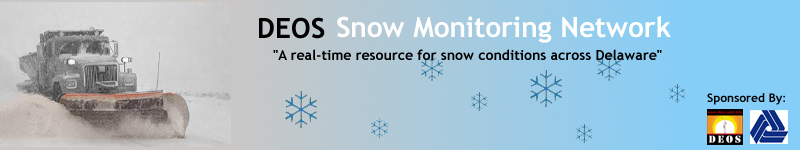 DEOS Snow Monitoring Network
"A real-time resource for snow conditions across Delaware"
Sponsored By:
DEOS